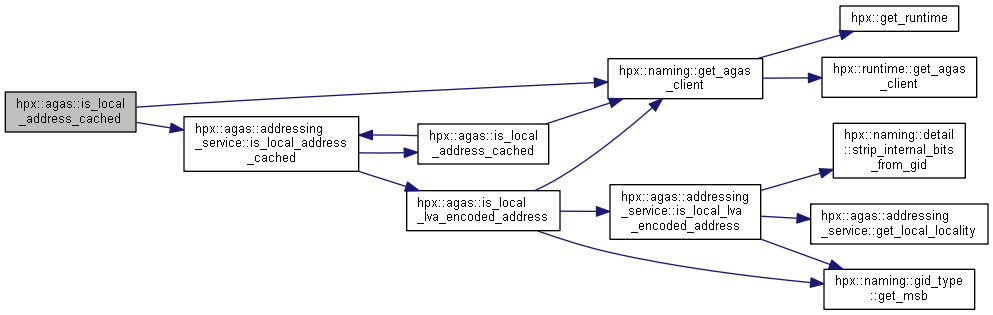 hpx::agas::is_local
_address_cached
hpx::agas::addressing
_service::is_local_address
_cached
hpx::agas::is_local
_address_cached
hpx::agas::is_local
_lva_encoded_address
hpx::naming::get_agas
_client
hpx::agas::addressing
_service::is_local_lva
_encoded_address
hpx::get_runtime
hpx::runtime::get_agas
_client
hpx::naming::detail
::strip_internal_bits
_from_gid
hpx::agas::addressing
_service::get_local_locality
hpx::naming::gid_type
::get_msb